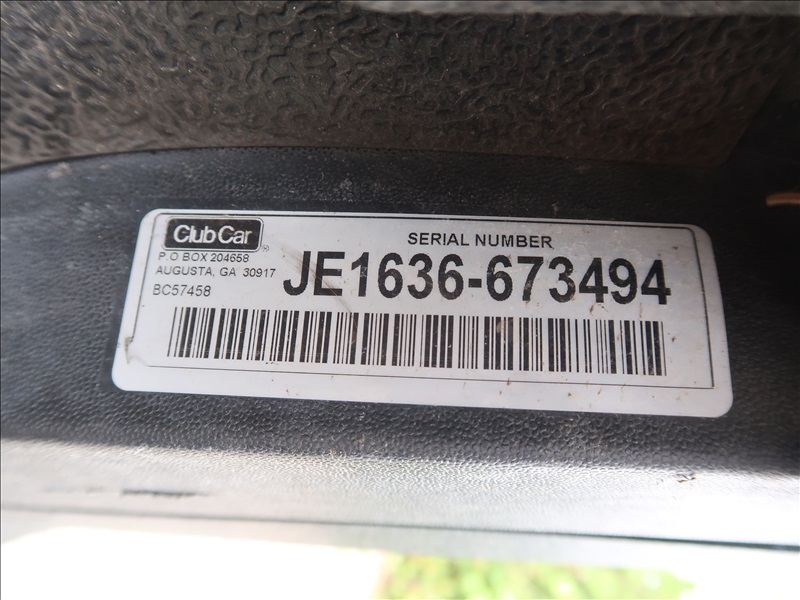 Club Car
P.O BOX 204658
AUGUSTA, GA 30917
BC57458
SERIAL NUMBER
JE1636-673494